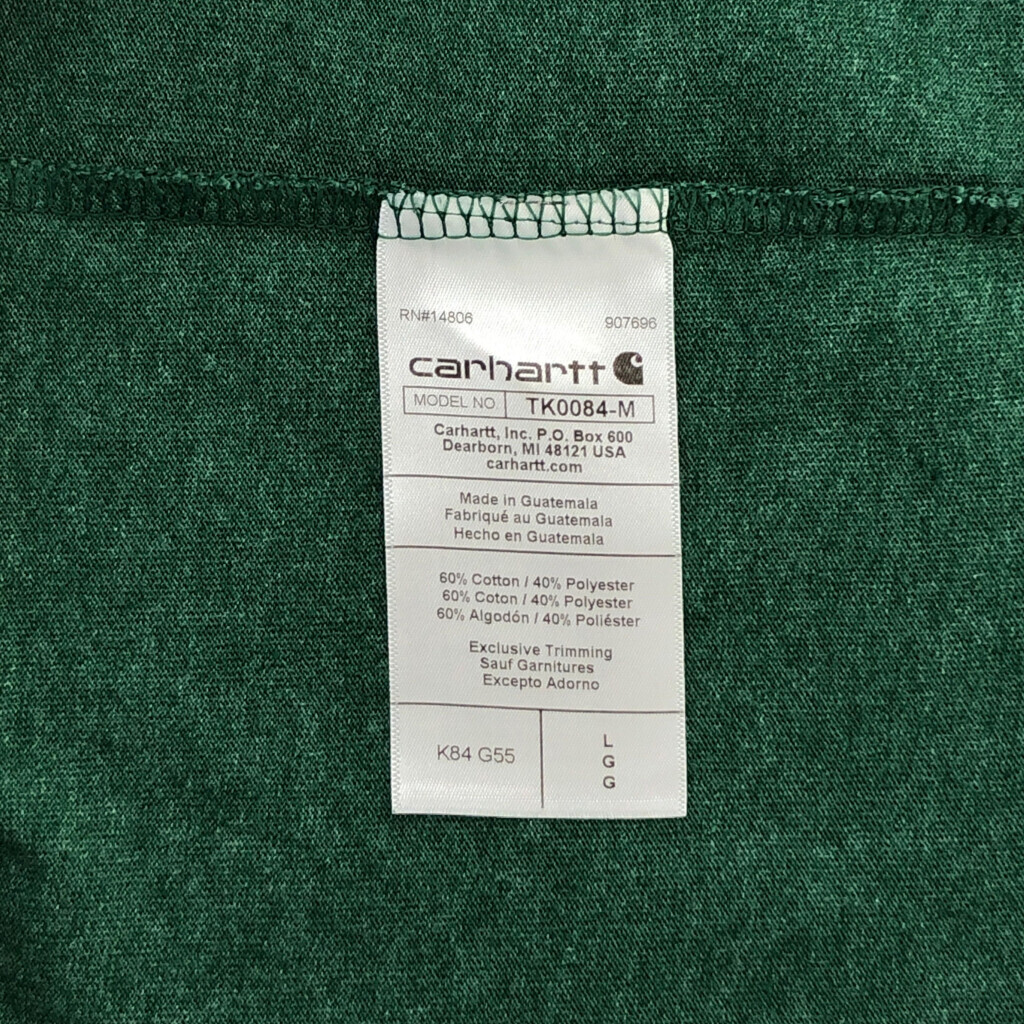 RN#14806 907696
carhartt
MODEL NO. TK0084-M
Carhartt, Inc. P.O. Box 600
Dearborn, MI 48121 USA
carhartt.com
Made in Guatemala
Fabriqué au Guatemala
Hecho en Guatemala
60% Cotton / 40% Polyester
60% Coton / 40% Polyester
60% Algodón / 40% Poliéster
Exclusive Trimming
Sauf Garnitures
Excepto Adorno
K84 G55
L
G
G